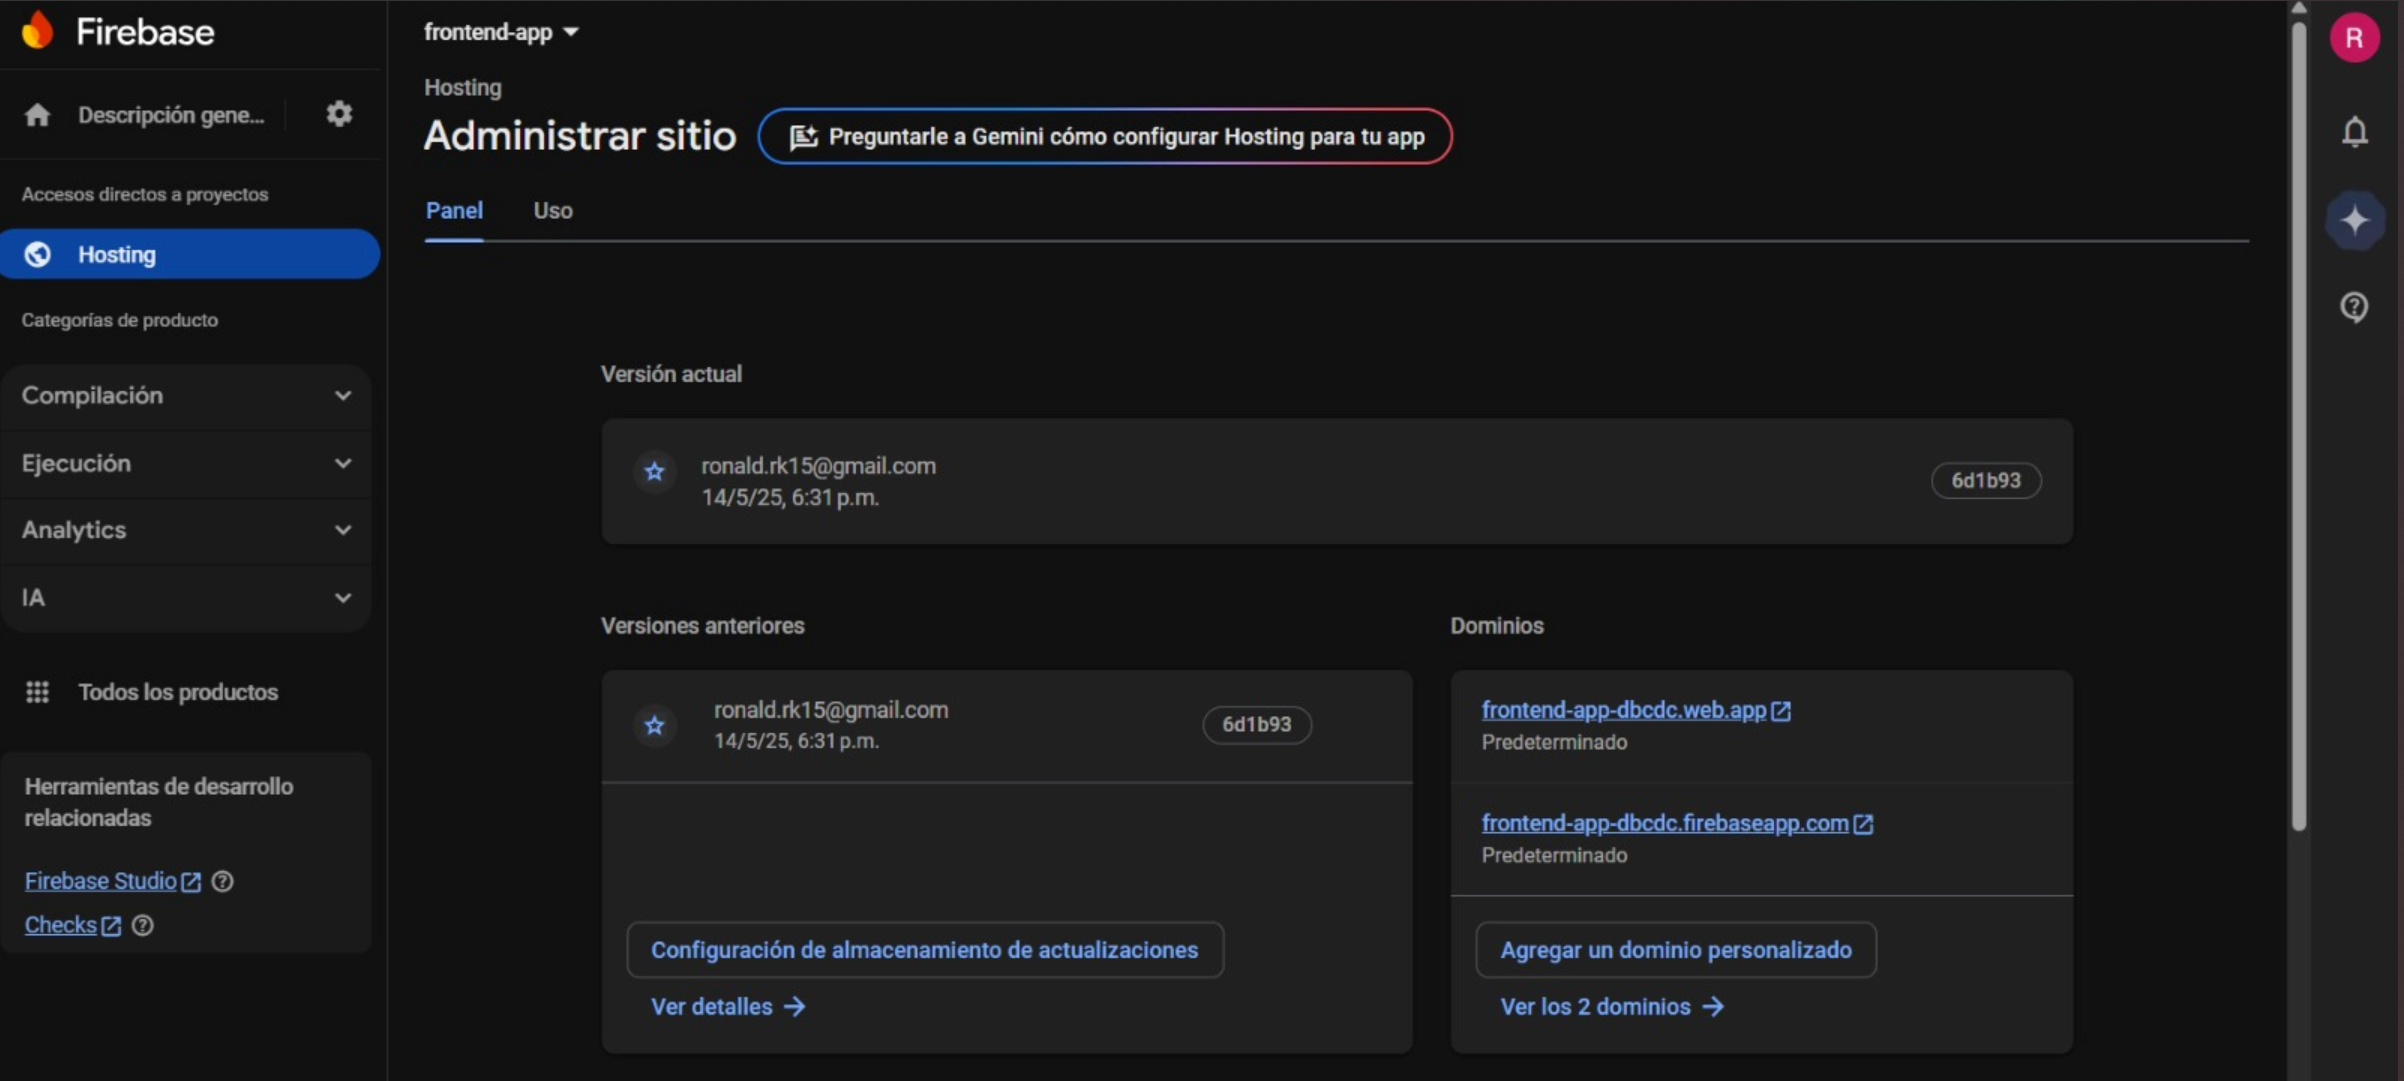 Firebase
Descripción gene...
Accesos directos a proyectos
Hosting
Categorías de producto
Compilación
Ejecución
Analytics
IA
Todos los productos
Herramientas de desarrollo
relacionadas
Firebase Studio
Checks
frontend-app
Hosting
Administrar sitio
Preguntarle a Gemini cómo configurar Hosting para tu app
Panel Uso
Versión actual
ronald.rk15@gmail.com
14/5/25, 6:31 p.m.
6d1b93
Versiones anteriores
ronald.rk15@gmail.com
14/5/25, 6:31 p.m.
6d1b93
Configuración de almacenamiento de actualizaciones
Ver detalles
Dominios
frontend-app-dbcdc.web.app
Predeterminado
frontend-app-dbcdc.firebaseapp.com
Predeterminado
Agregar un dominio personalizado
Ver los 2 dominios
R